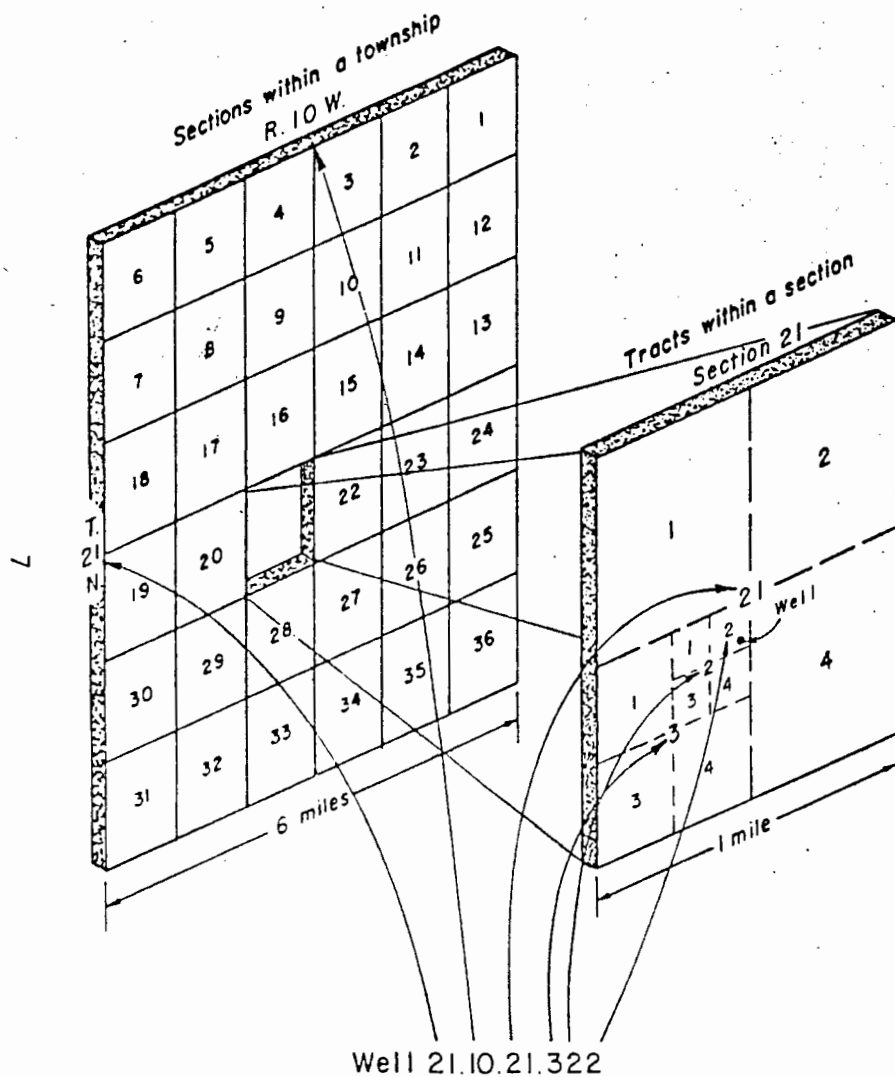 Sections within a township
R. 10 W.
6 5 4 3 2 1
7 8 9 10 11 12
18 17 16 15 14 13
T.
21
N
19 20 22 23 24
30 29 28 27 26 25
31 32 33 34 35 36
6 miles
Tracts within a section
Section 21
1 2
21
Well
1 2
1 2
3 4
3
4
3 4
1 mile
7
Well 21.10.21.322